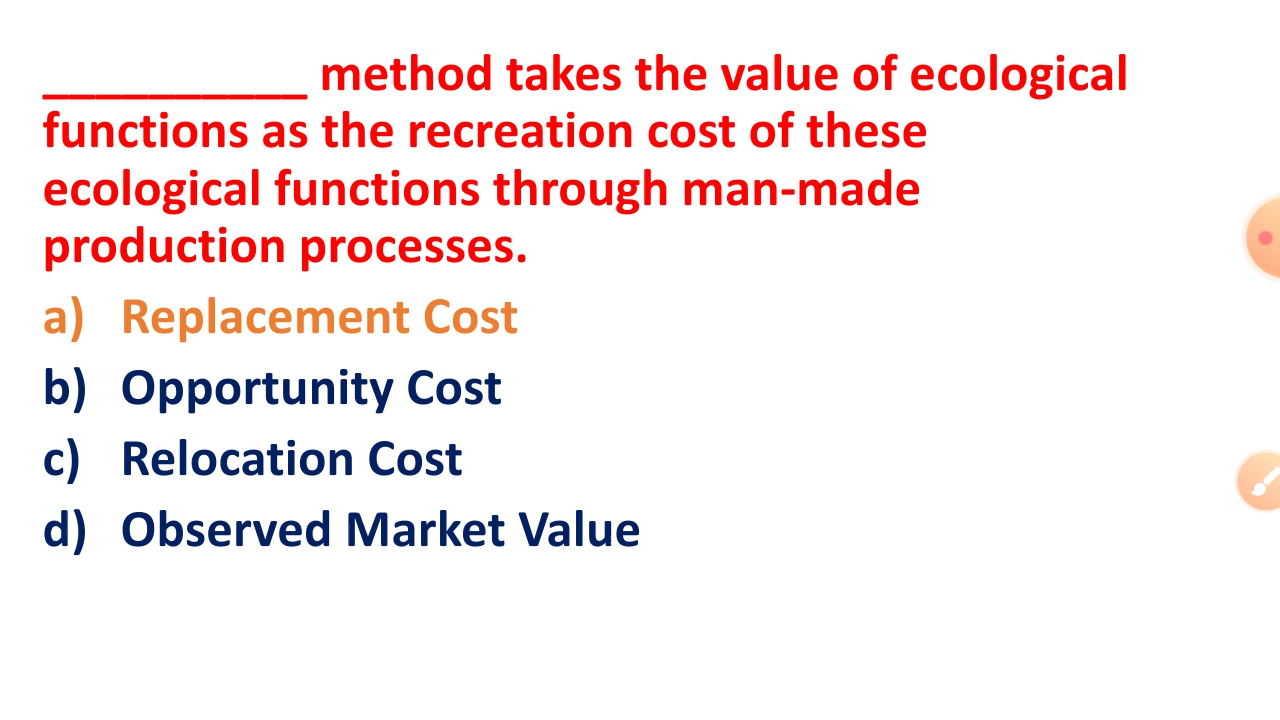 __________ method takes the value of ecological
functions as the recreation cost of these
ecological functions through man-made
production processes.
a) Replacement Cost
b) Opportunity Cost
c) Relocation Cost
d) Observed Market Value